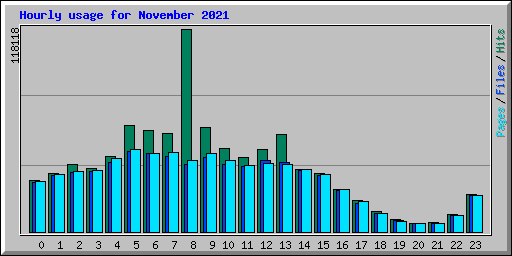 Hourly usage for November 2021
118118
Pages / Files / Hits
0 1 2 3 4 5 6 7 8 9 10 11 12 13 14 15 16 17 18 19 20 21 22 23